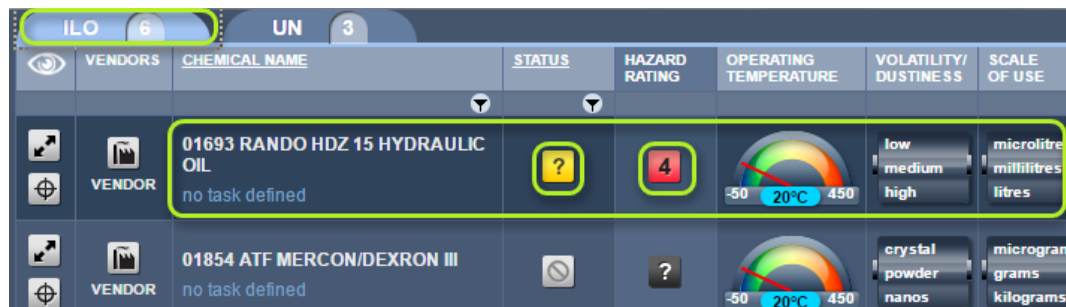 ILO 6 UN 3
VENDORS CHEMICAL NAME STATUS HAZARD OPERATING VOLATILITY/ SCALE
RATING TEMPERATURE DUSTINESS OF USE
01693 RANDO HDZ 15 HYDRAULIC
OIL
no task defined
VENDOR
? 4
-50 20°C 450
low
medium
high
microlitre
millilitres
litres
01854 ATF MERCON/DEXRON III
no task defined
VENDOR
?
-50 20°C 450
crystal
powder
nanos
microgran
grams
kilograms